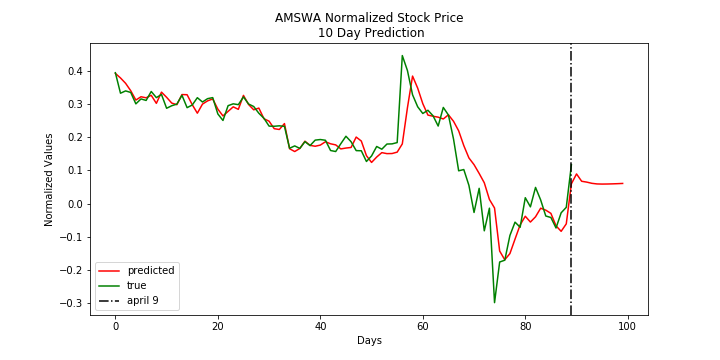 AMSWA Normalized Stock Price
10 Day Prediction
Normalized Values
0.4
0.3
0.2
0.1
0.0
−0.1
−0.2
−0.3
predicted
true
april 9
0 20 40 60 80 100
Days